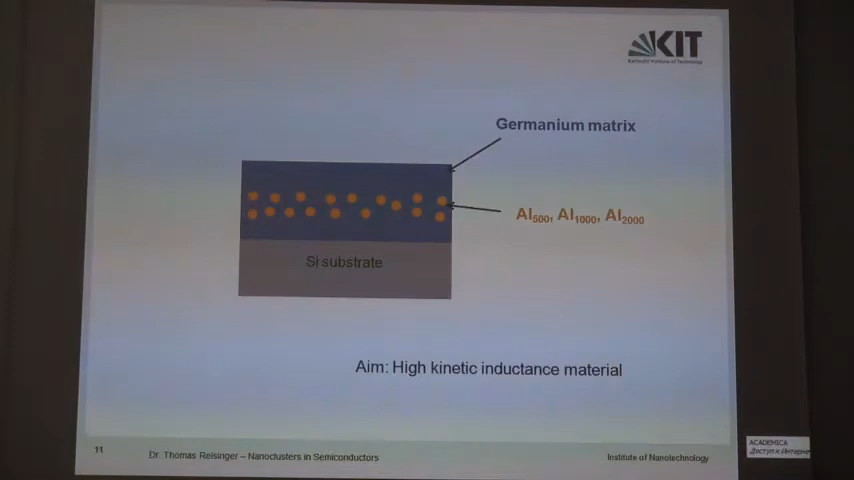 KIT
Karlsruhe Institute of Technology
Germanium matrix
Al500, Al1000, Al2000
Si substrate
Aim: High kinetic inductance material
11
Dr. Thomas Reisinger – Nanoclusters in Semiconductors
Institute of Nanotechnology
ACADEMICA
Доступ к Интерне